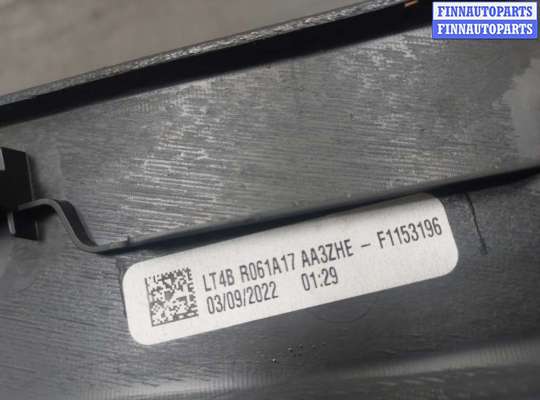 FINNAUTOPARTS
FINNAUTOPARTS
LT4B R061A17 AA3ZHE - F1153196
03/09/2022 01:29